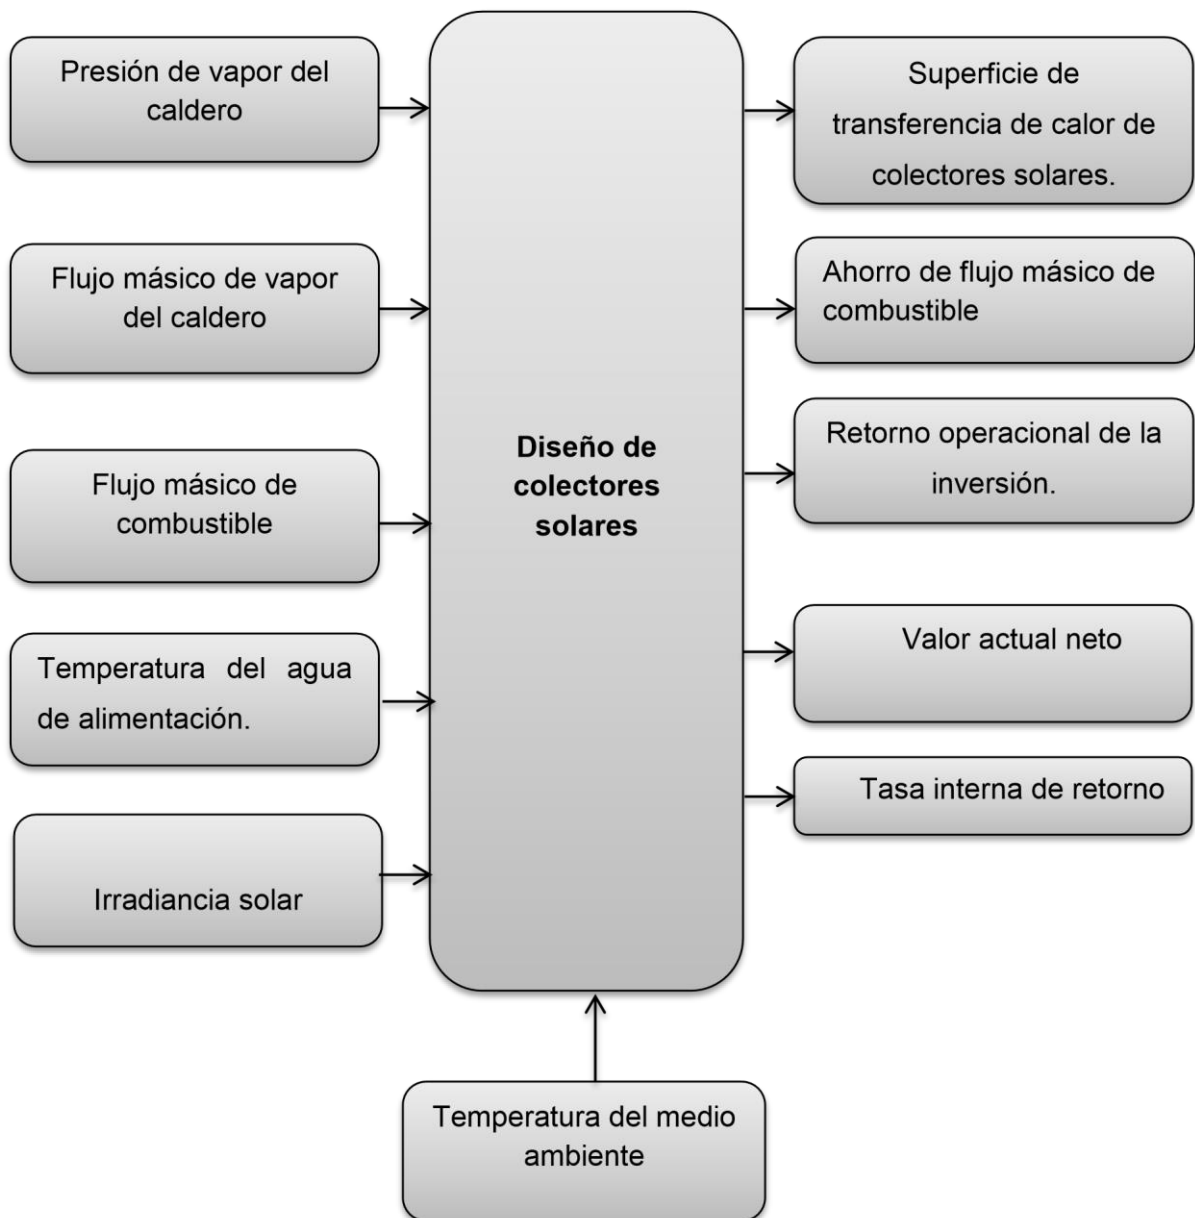 Presión de vapor del
caldero
Flujo másico de vapor
del caldero
Flujo másico de
combustible
Temperatura del agua
de alimentación.
Irradiancia solar
Diseño de
colectores
solares
Superficie de
transferencia de calor de
colectores solares.
Ahorro de flujo másico de
combustible
Retorno operacional de la
inversión.
Valor actual neto
Tasa interna de retorno
Temperatura del medio
ambiente